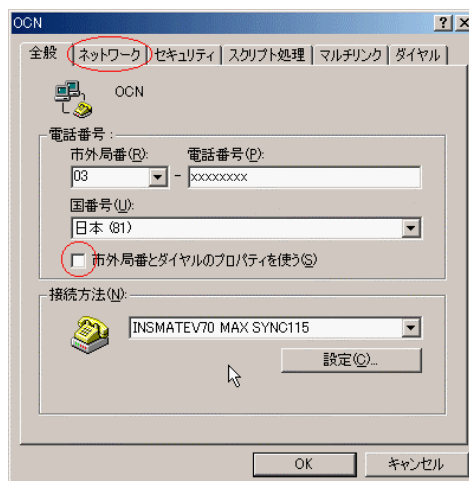 OCN
全般 ネットワーク セキュリティ スクリプト処理 マルチリンク ダイヤル
OCN
電話番号:
市外局番(R): 電話番号(P):
03 - xxxxxxxx
国番号(U):
日本 (81)
市外局番とダイヤルのプロパティを使う(S)
接続方法(N):
INSMATEV70 MAX SYNC115
設定(C)...
OK キャンセル